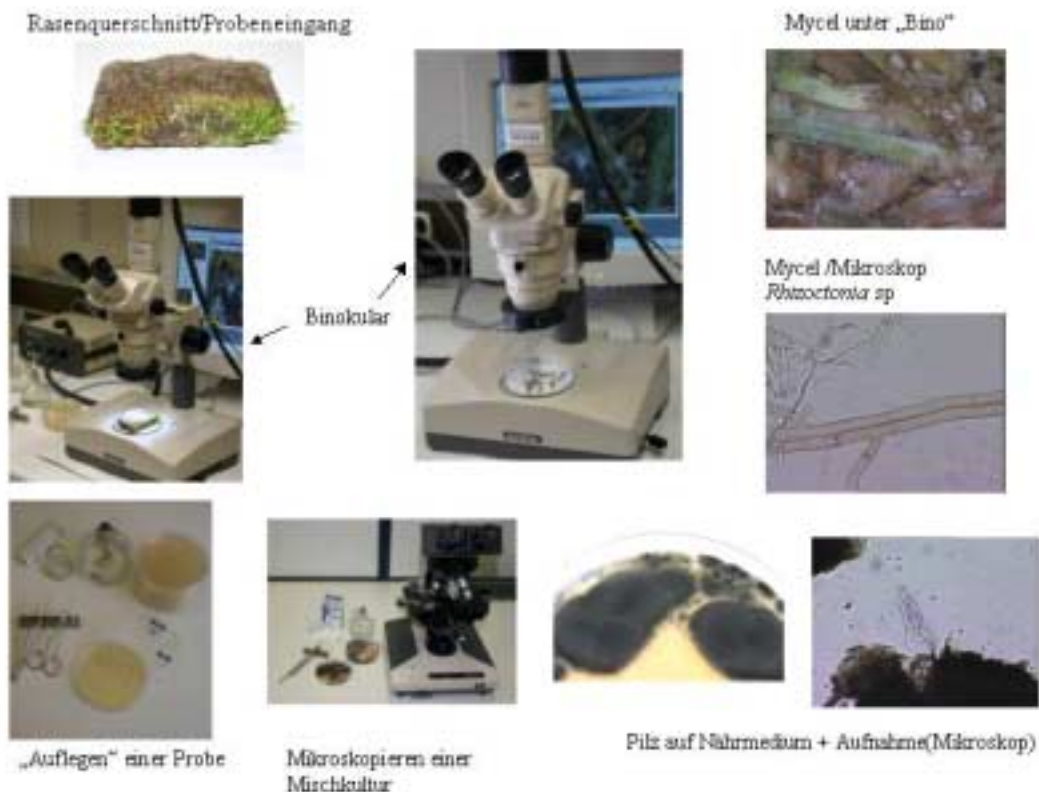 Rasenquerschnitt/Probeneingang
Mycel unter „Bino“
Mycel /Mikroskop
Rhizoctonia sp
Binokular
„Auflegen“ einer Probe
Mikroskopieren einer
Mischkultur
Pilz auf Nährmedium + Aufnahme(Mikroskop)